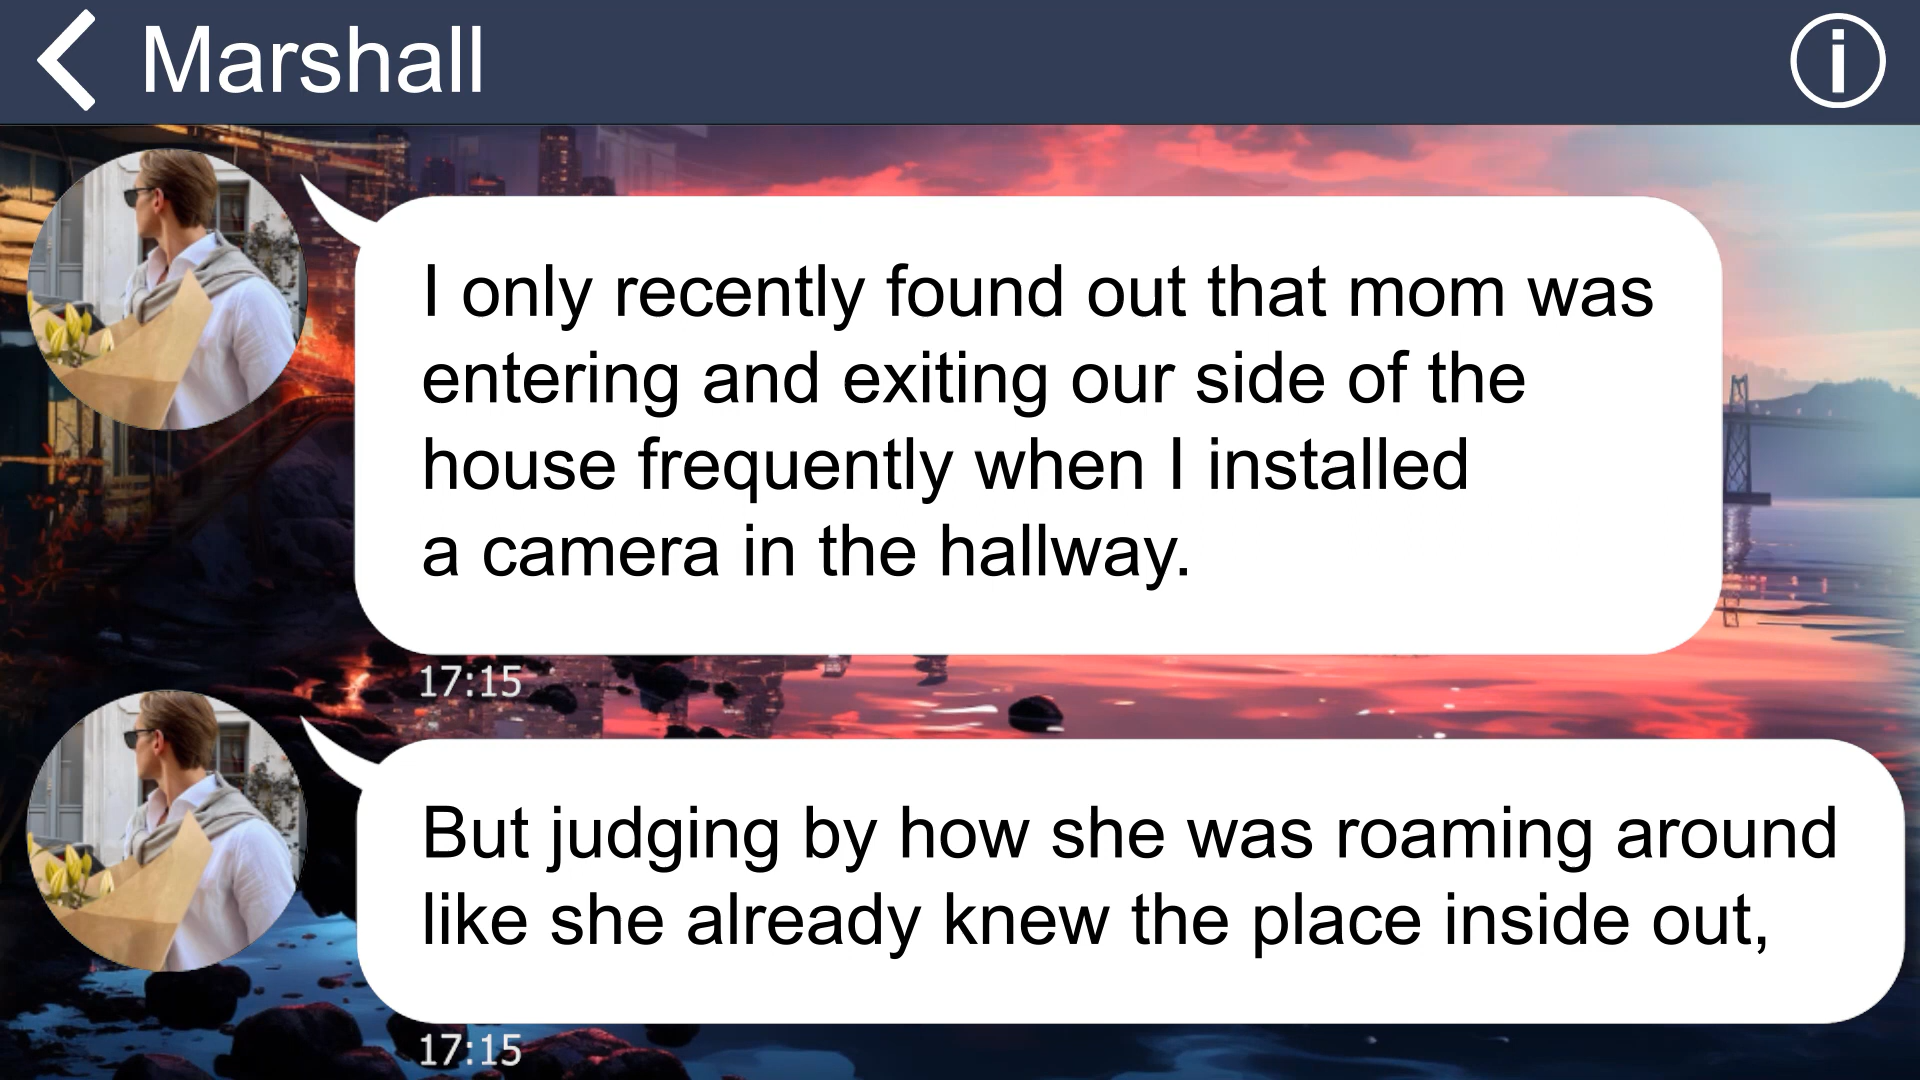 Marshall
I only recently found out that mom was
entering and exiting our side of the
house frequently when I installed
a camera in the hallway.
17:15
But judging by how she was roaming around
like she already knew the place inside out,
17:15